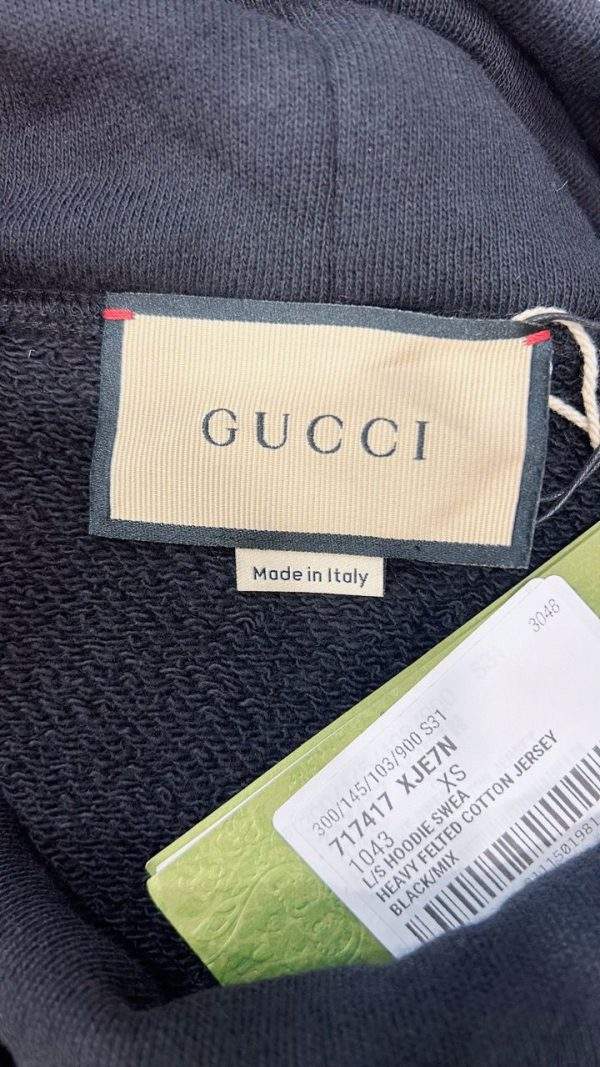 GUCCI
Made in Italy
3048
300/145/103/900 S31
717417 XJE7N
1043 XS
L/S HOODIE,SWEA
HEAVY FELTED COTTON JERSEY
BLACK/MIX